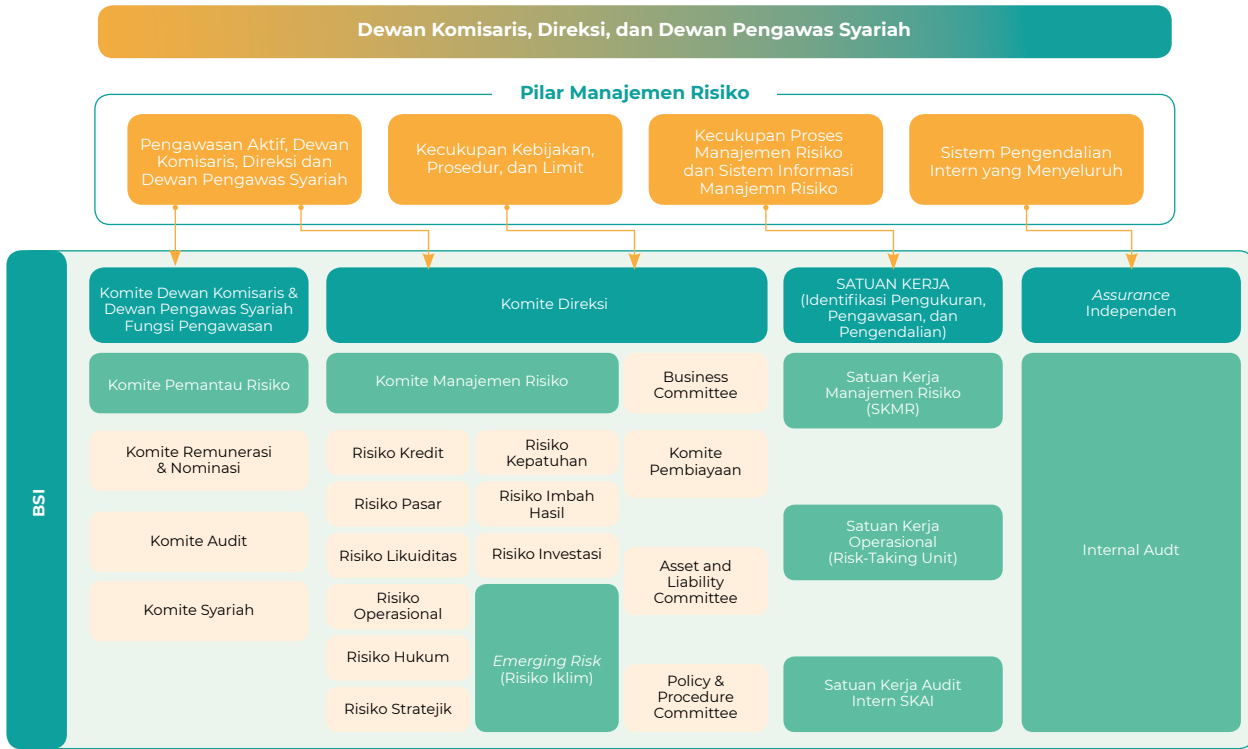 Dewan Komisaris, Direksi, dan Dewan Pengawas Syariah
Pilar Manajemen Risiko
Pengawasan Aktif, Dewan
Komisaris, Direksi dan
Dewan Pengawas Syariah
Kecukupan Kebijakan,
Prosedur, dan Limit
Kecukupan Proses
Manajemen Risiko
dan Sistem Informasi
Manajemn Risiko
Sistem Pengendalian
Intern yang Menyeluruh
BSI
Komite Dewan Komisaris &
Dewan Pengawas Syariah
Fungsi Pengawasan
Komite Pemantau Risiko
Komite Remunerasi
& Nominasi
Komite Audit
Komite Syariah
Komite Direksi
Komite Manajemen Risiko
Risiko Kredit
Risiko Pasar
Risiko Likuiditas
Risiko
Operasional
Risiko Hukum
Risiko Stratejik
Risiko
Kepatuhan
Risiko Imbah
Hasil
Risiko Investasi
Emerging Risk
(Risiko Iklim)
Business
Committee
Komite
Pembiayaan
Asset and
Liability
Committee
Policy &
Procedure
Committee
SATUAN KERJA
(Identifikasi Pengukuran,
Pengawasan, dan
Pengendalian)
Satuan Kerja
Manajemen Risiko
(SKMR)
Satuan Kerja
Operasional
(Risk-Taking Unit)
Satuan Kerja Audit
Intern SKAI
Assurance
Independen
Internal Audt